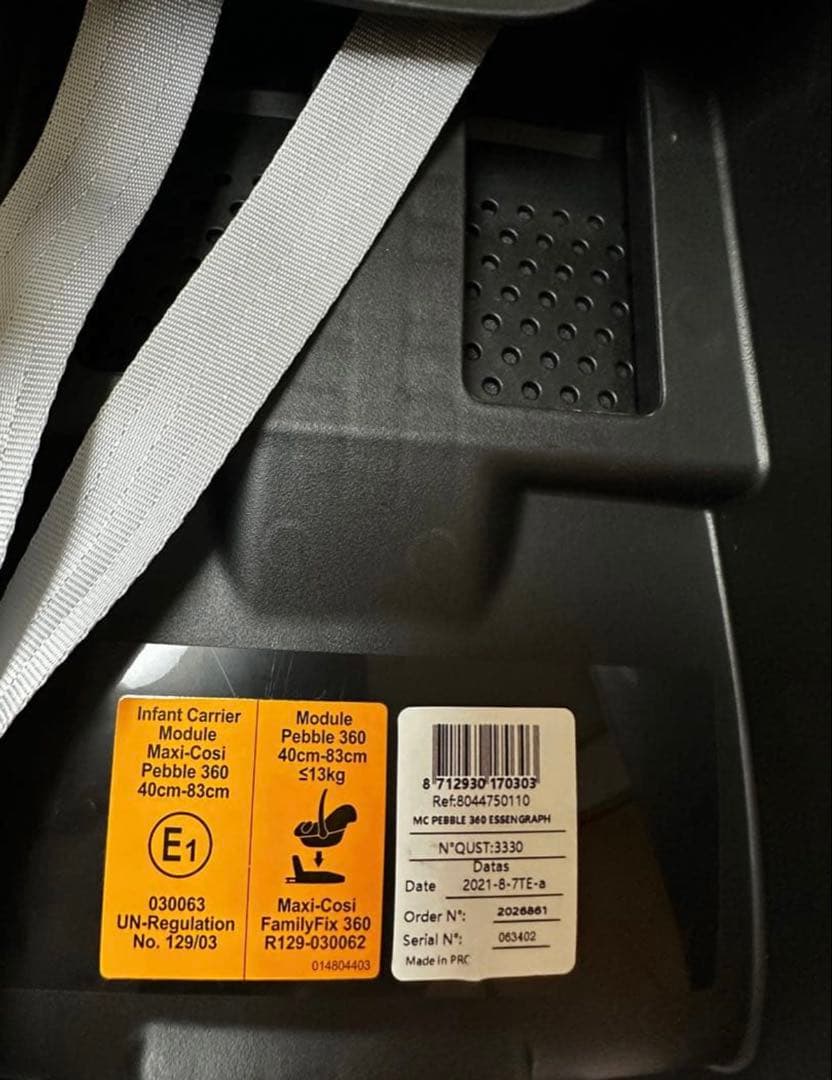 Infant Carrier
Module
Maxi-Cosi
Pebble 360
40cm-83cm
E1
030063
UN-Regulation
No. 129/03
Module
Pebble 360
40cm-83cm
≤13kg
Maxi-Cosi
FamilyFix 360
R129-030062
014804403
8 712930 170303
Ref:8044750110
MC PEBBLE 360 ESSEN GRAPH
N°QUST:3330
Datas
Date 2021-8-7TE-a
Order N°: 2026861
Serial N°: 063402
Made in PRC